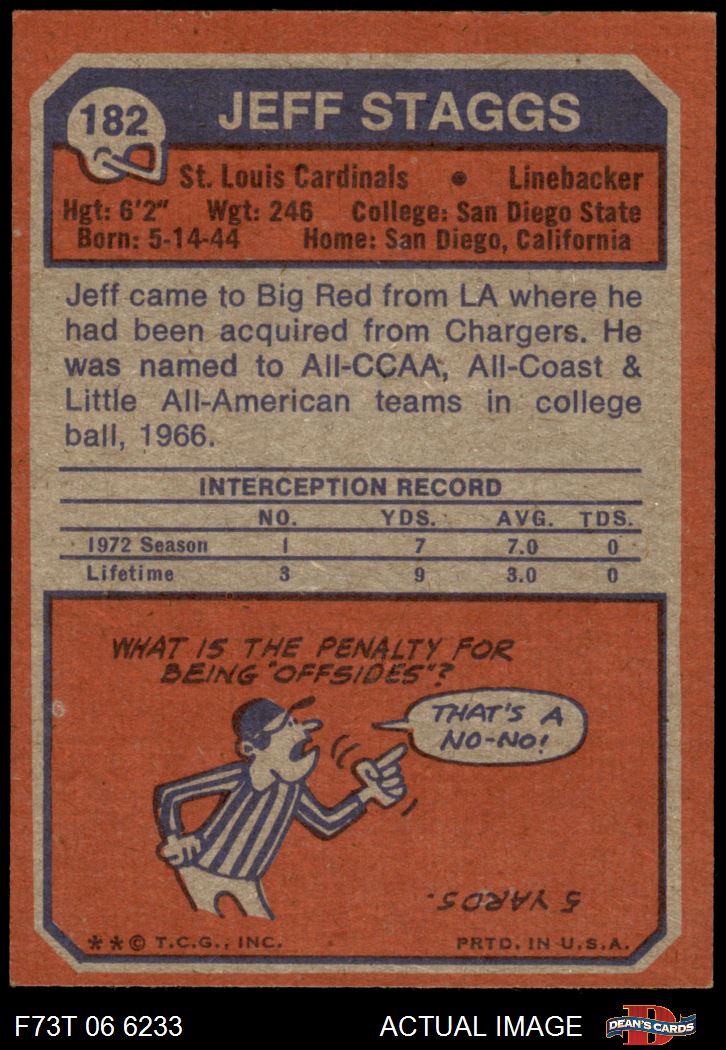 182
JEFF STAGGS
St. Louis Cardinals • Linebacker
Hgt: 6'2" Wgt: 246 College: San Diego State
Born: 5-14-44 Home: San Diego, California
Jeff came to Big Red from LA where he
had been acquired from Chargers. He
was named to All-CCAA, All-Coast &
Little All-American teams in college
ball, 1966.
INTERCEPTION RECORD
NO. YDS. AVG. TDS.
1972 Season 1 7 7.0 0
Lifetime 3 9 3.0 0
WHAT IS THE PENALTY FOR
BEING "OFFSIDES"?
THAT'S A
NO-NO!
5 YARDS.
**© T.C.G., INC. PRTD. IN U.S.A.
F73T 06 6233 ACTUAL IMAGE D DEAN'S CARDS